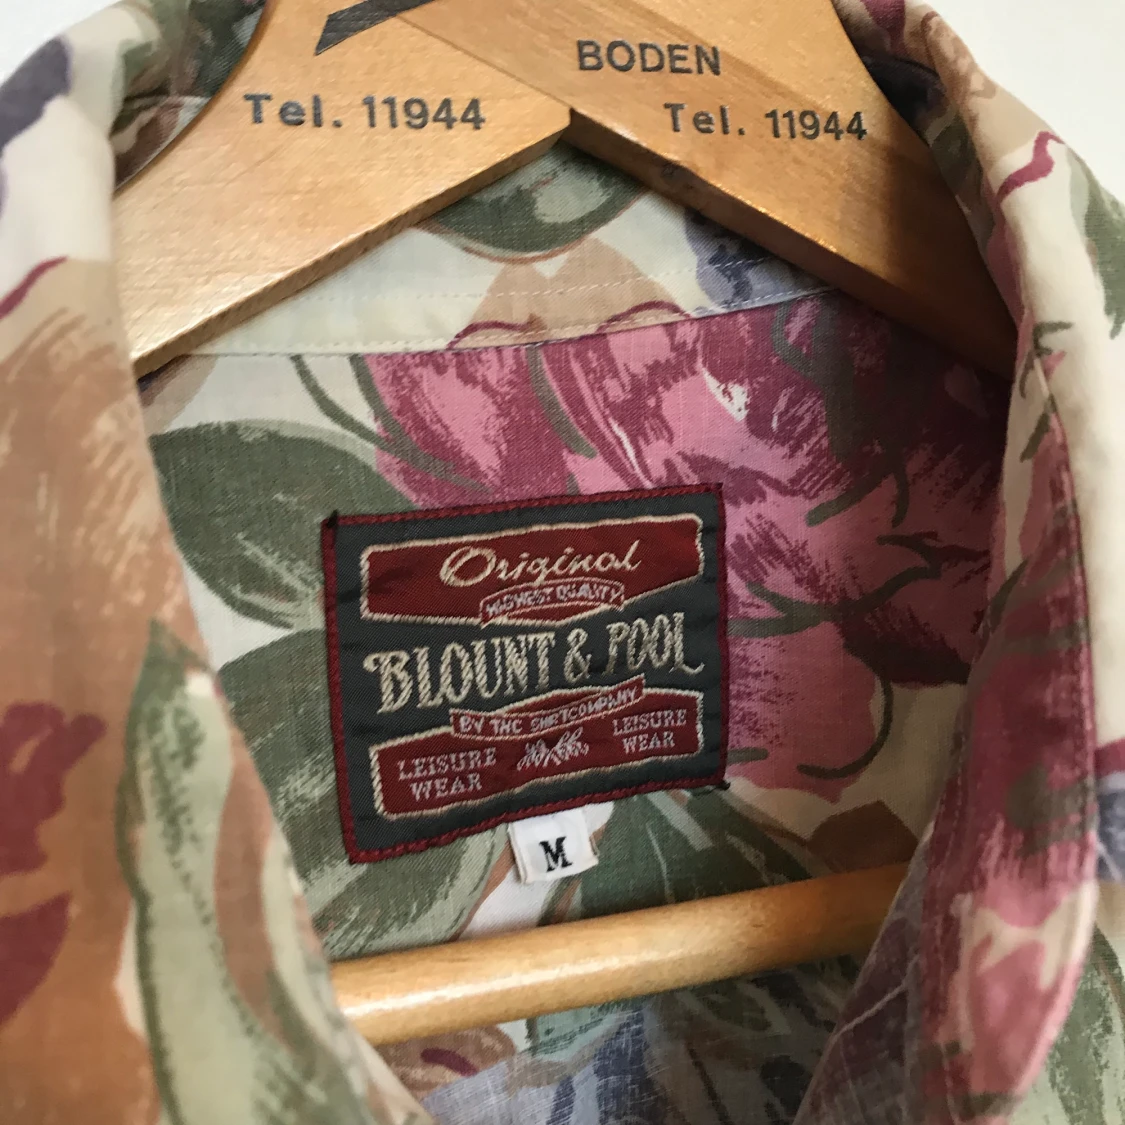 BODEN
Tel. 11944
Tel. 11944
Original
HIGHEST QUALITY
BLOUNT & POOL
BY THE SHIRTCOMPANY
LEISURE WEAR
LEISURE WEAR
M